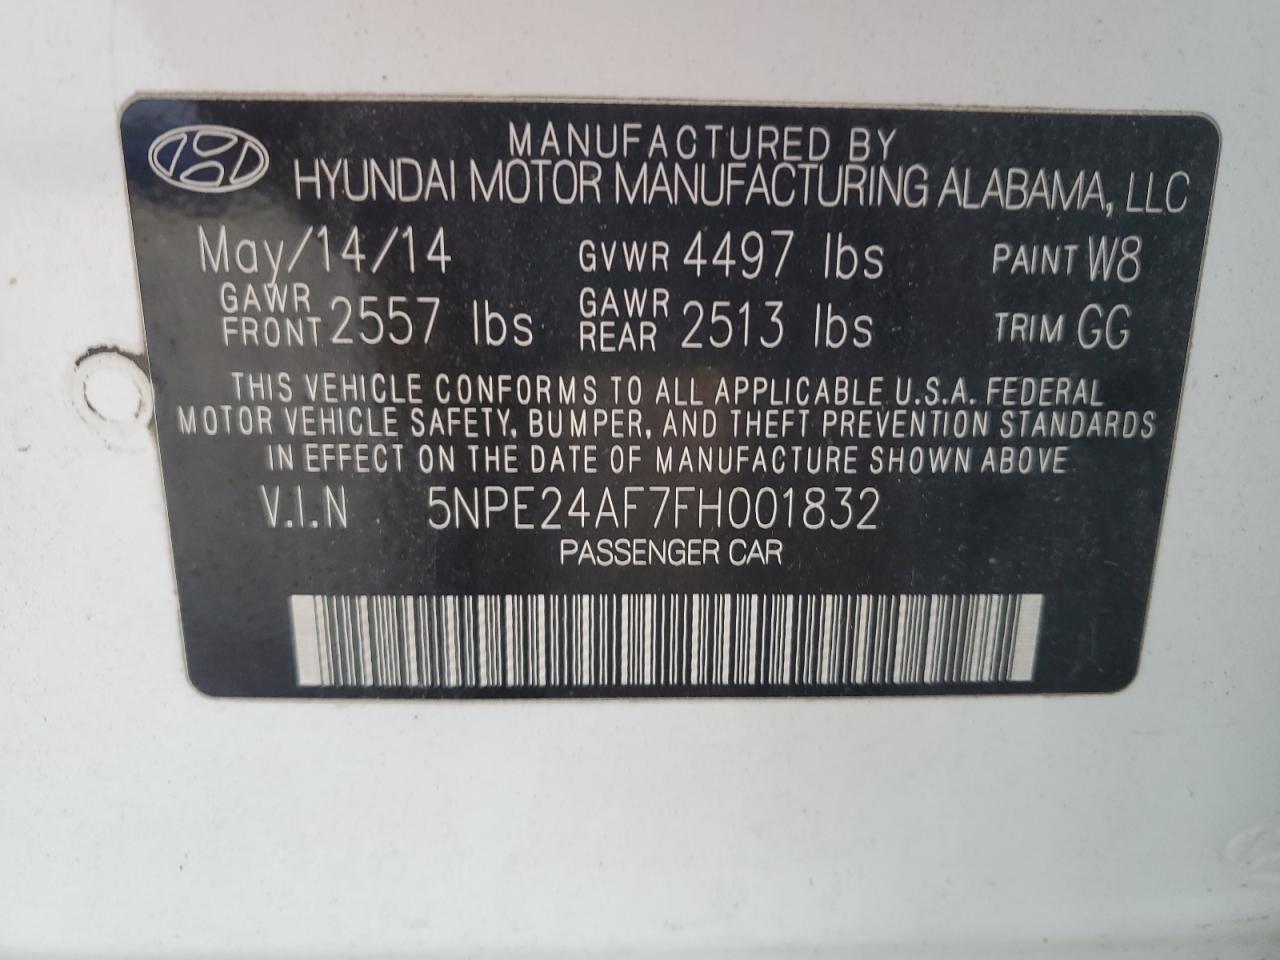 MANUFACTURED BY
HYUNDAI MOTOR MANUFACTURING ALABAMA, LLC
May/14/14 GVWR 4497 lbs PAINT W8
GAWR FRONT 2557 lbs GAWR REAR 2513 lbs TRIM GG
THIS VEHICLE CONFORMS TO ALL APPLICABLE U.S.A. FEDERAL
MOTOR VEHICLE SAFETY, BUMPER, AND THEFT PREVENTION STANDARDS
IN EFFECT ON THE DATE OF MANUFACTURE SHOWN ABOVE
V.I.N 5NPE24AF7FH001832
PASSENGER CAR